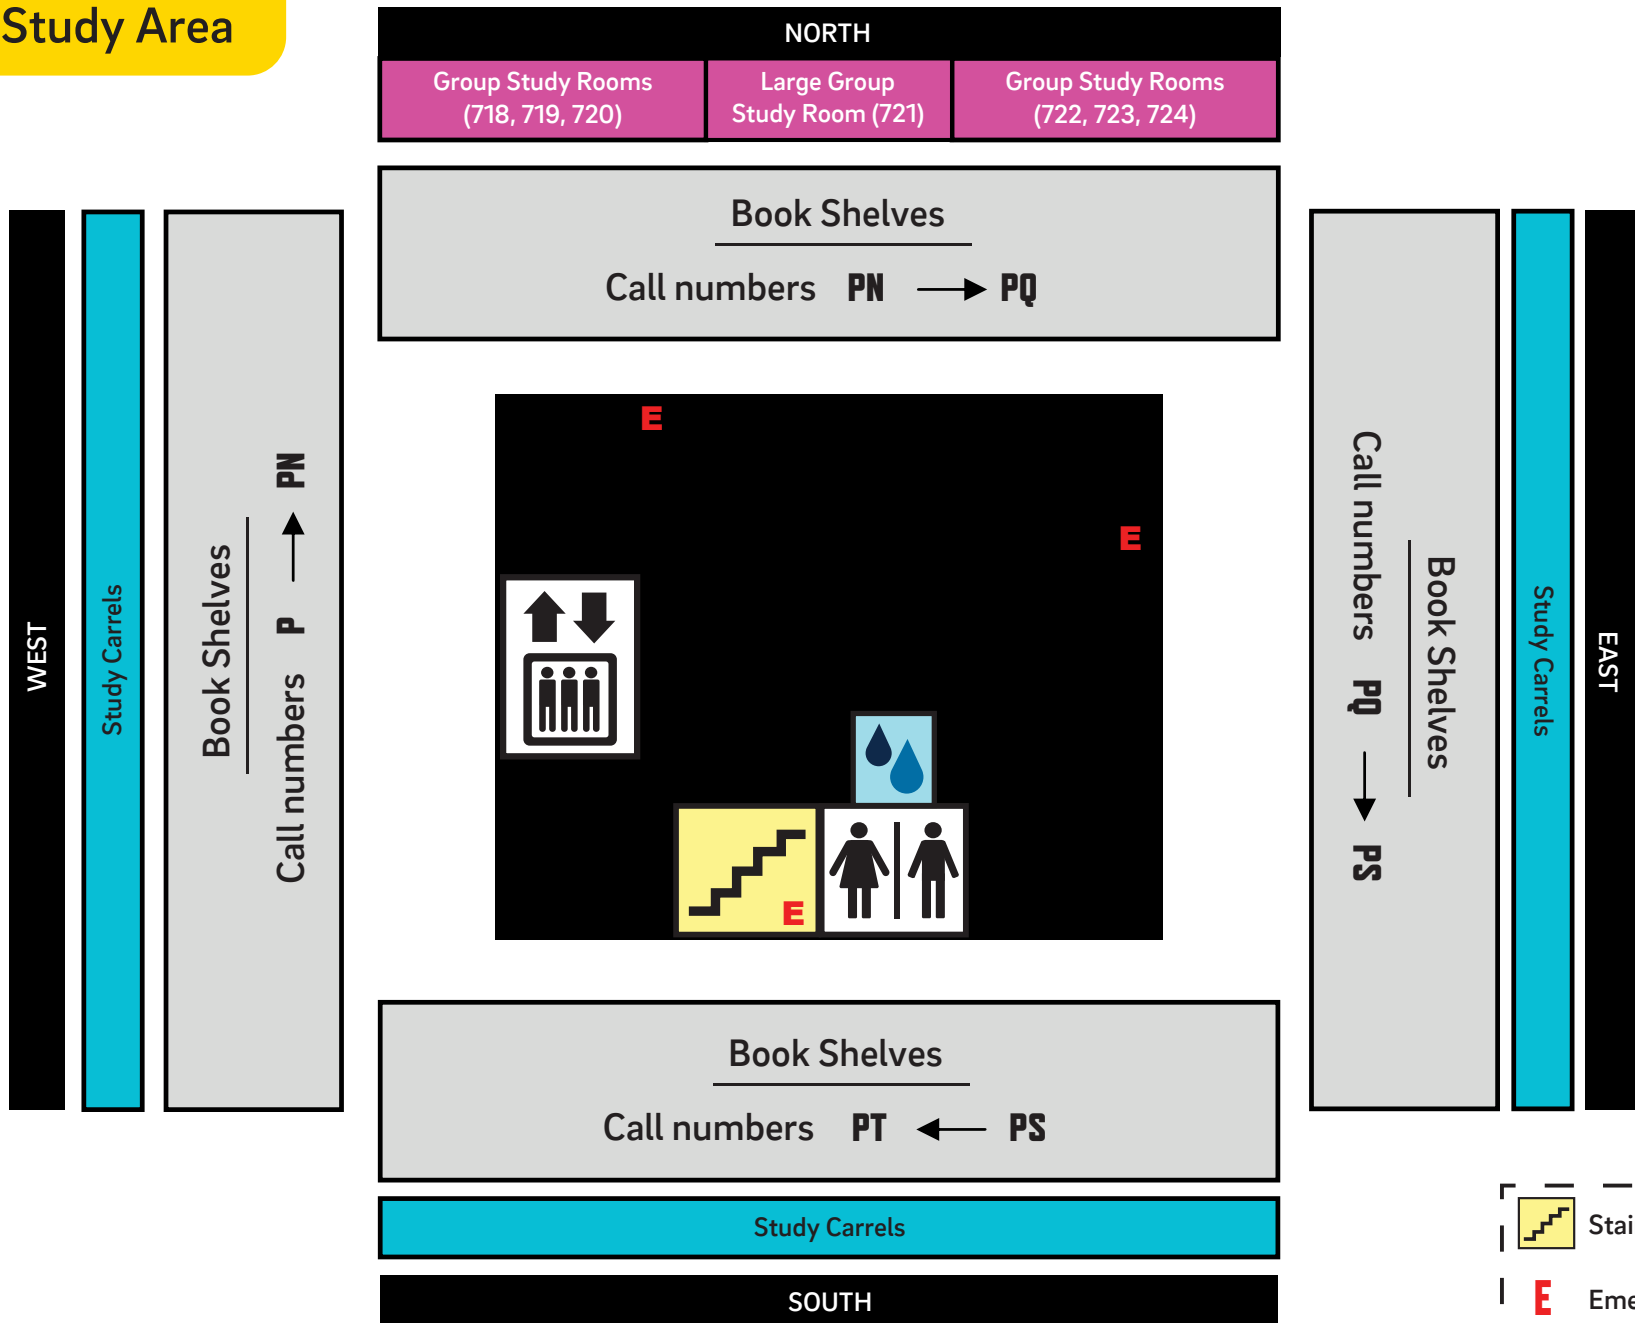 Study Area
NORTH
Group Study Rooms
(718, 719, 720)
Large Group
Study Room (721)
Group Study Rooms
(722, 723, 724)
Book Shelves
Call numbers PN → PQ
WEST
Study Carrels
Book Shelves
Call numbers P → PN
E
E
E
Book Shelves
Call numbers PQ → PS
Study Carrels
EAST
Book Shelves
Call numbers PT ← PS
Study Carrels
SOUTH
Stai
E Eme